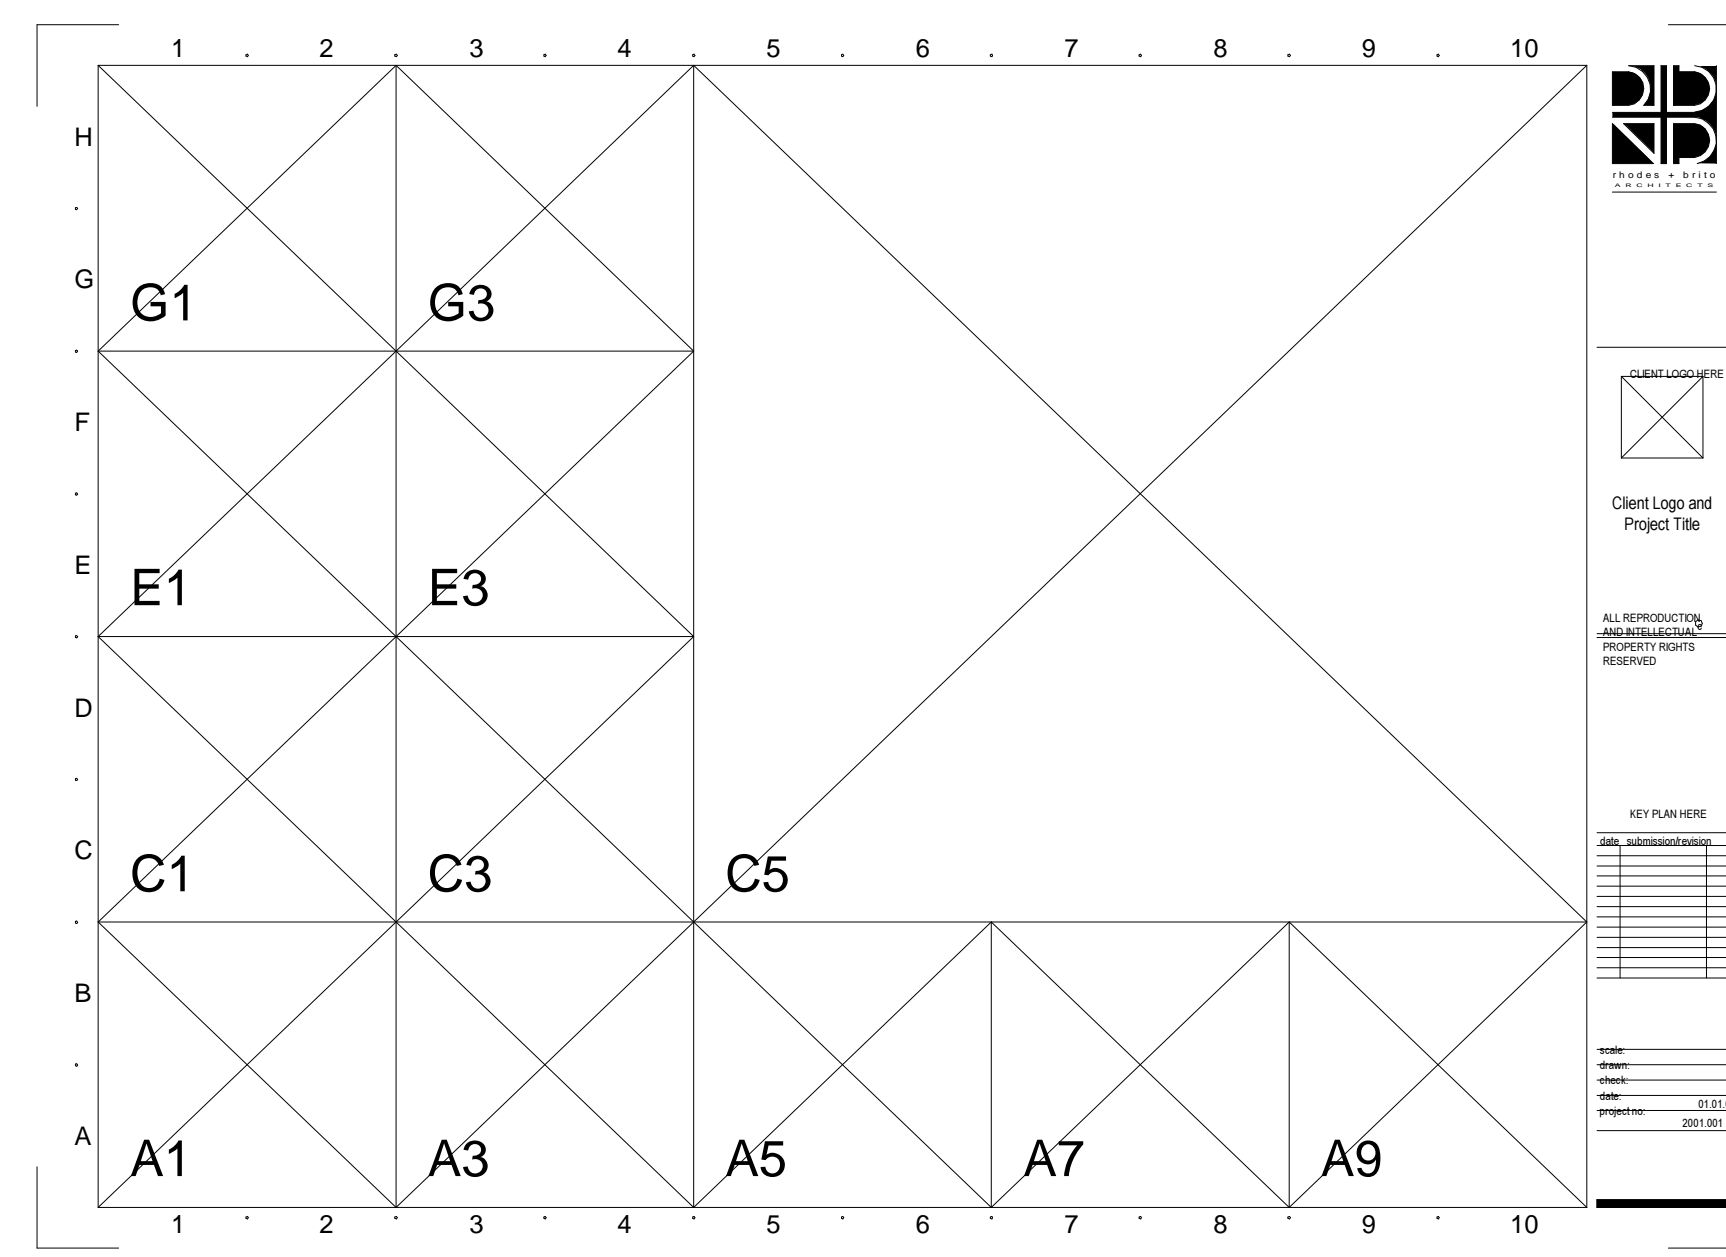 1 2 3 4 5 6 7 8 9 10
H
G
G1 G3
F
E
E1 E3
D
C
C1 C3 C5
B
A
A1 A3 A5 A7 A9
1 2 3 4 5 6 7 8 9 10
rhodes + brito
ARCHITECTS
CLIENT LOGO HERE
Client Logo and
Project Title
ALL REPRODUCTION
AND INTELLECTUAL
PROPERTY RIGHTS
RESERVED
KEY PLAN HERE
date submission/revision
scale:
drawn:
check:
date:
01.01.
project no:
2001.001